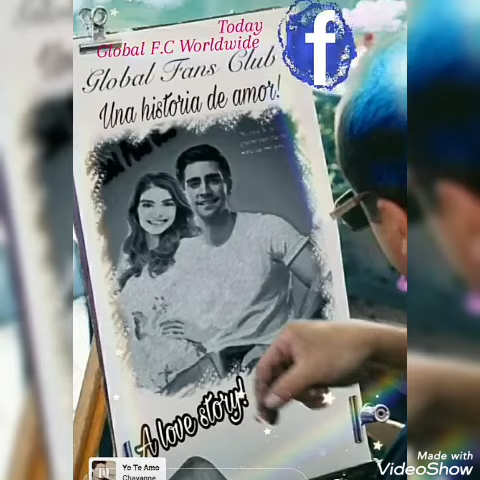 Today
Global F.C Worldwide
Global Fans Club
Una historia de amor!
A love story!
Yo Te Amo
Chayanne
Made with
VideoShow